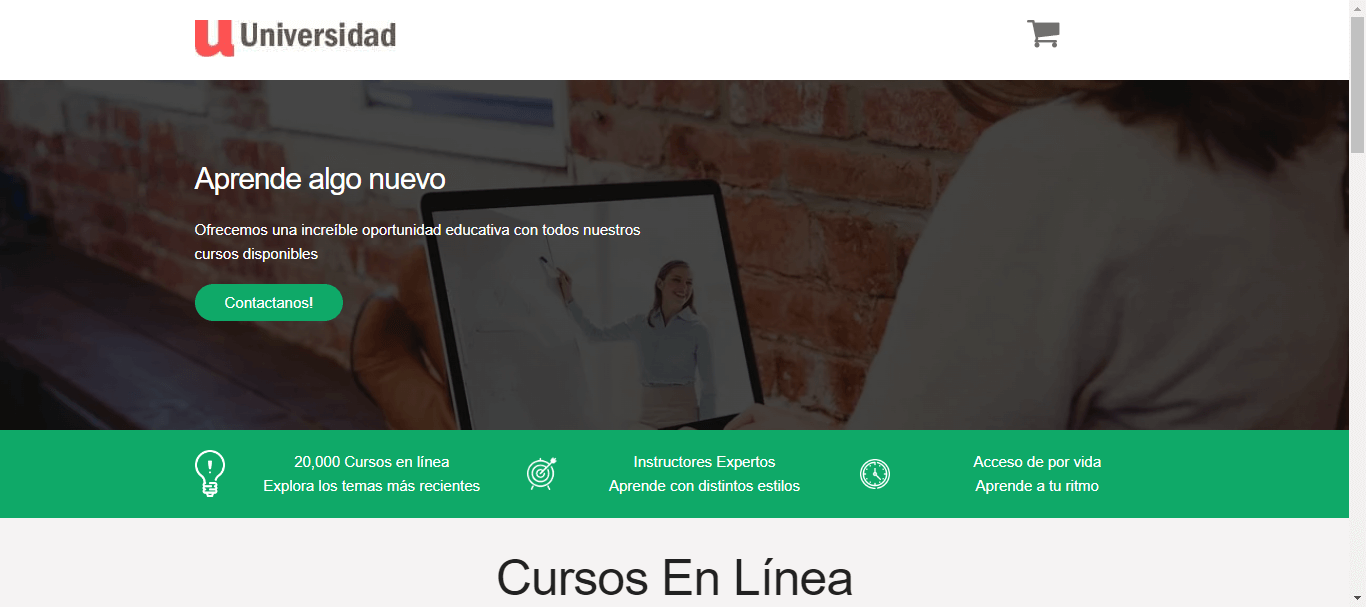 Universidad
Aprende algo nuevo
Ofrecemos una increíble oportunidad educativa con todos nuestros
cursos disponibles
Contactanos!
20,000 Cursos en línea
Explora los temas más recientes
Instructores Expertos
Aprende con distintos estilos
Acceso de por vida
Aprende a tu ritmo
Cursos En Línea